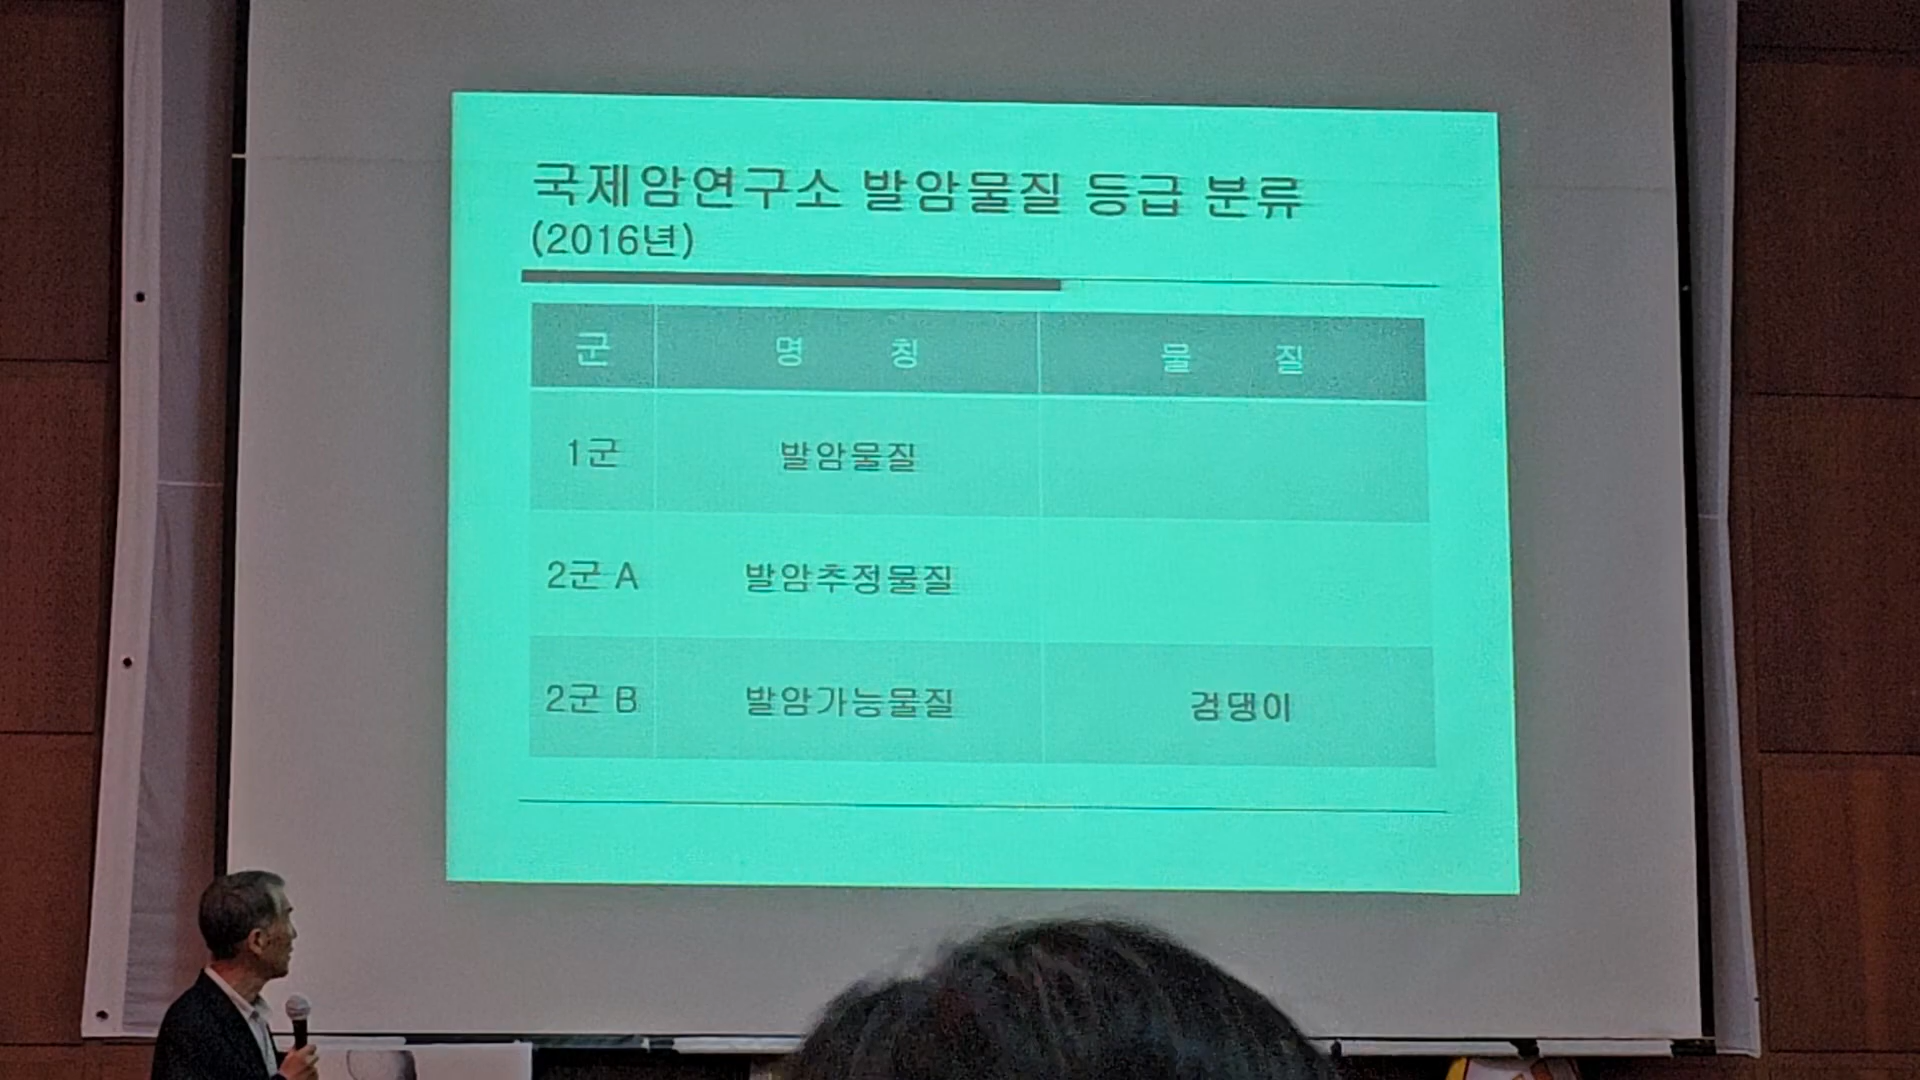 국제암연구소 발암물질 등급 분류
(2016년)
군 명 칭 물 질
1군 발암물질
2군 A 발암추정물질
2군 B 발암가능물질 검댕이